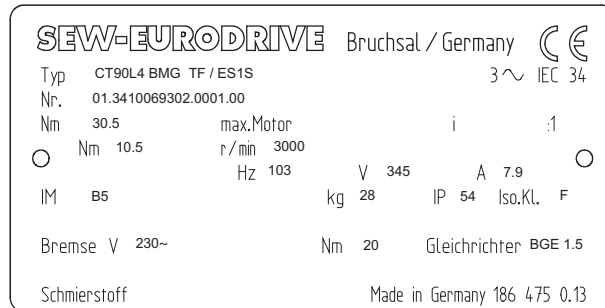 SEW-EURODRIVE Bruchsal / Germany CE
Typ CT90L4 BMG TF / ES1S 3~ IEC 34
Nr. 01.3410069302.0001.00
Nm 30.5 max.Motor i :1
Nm 10.5 r/min 3000
Hz 103 V 345 A 7.9
IM B5 kg 28 IP 54 Iso.Kl. F
Bremse V 230~ Nm 20 Gleichrichter BGE 1.5
Schmierstoff Made in Germany 186 475 0.13